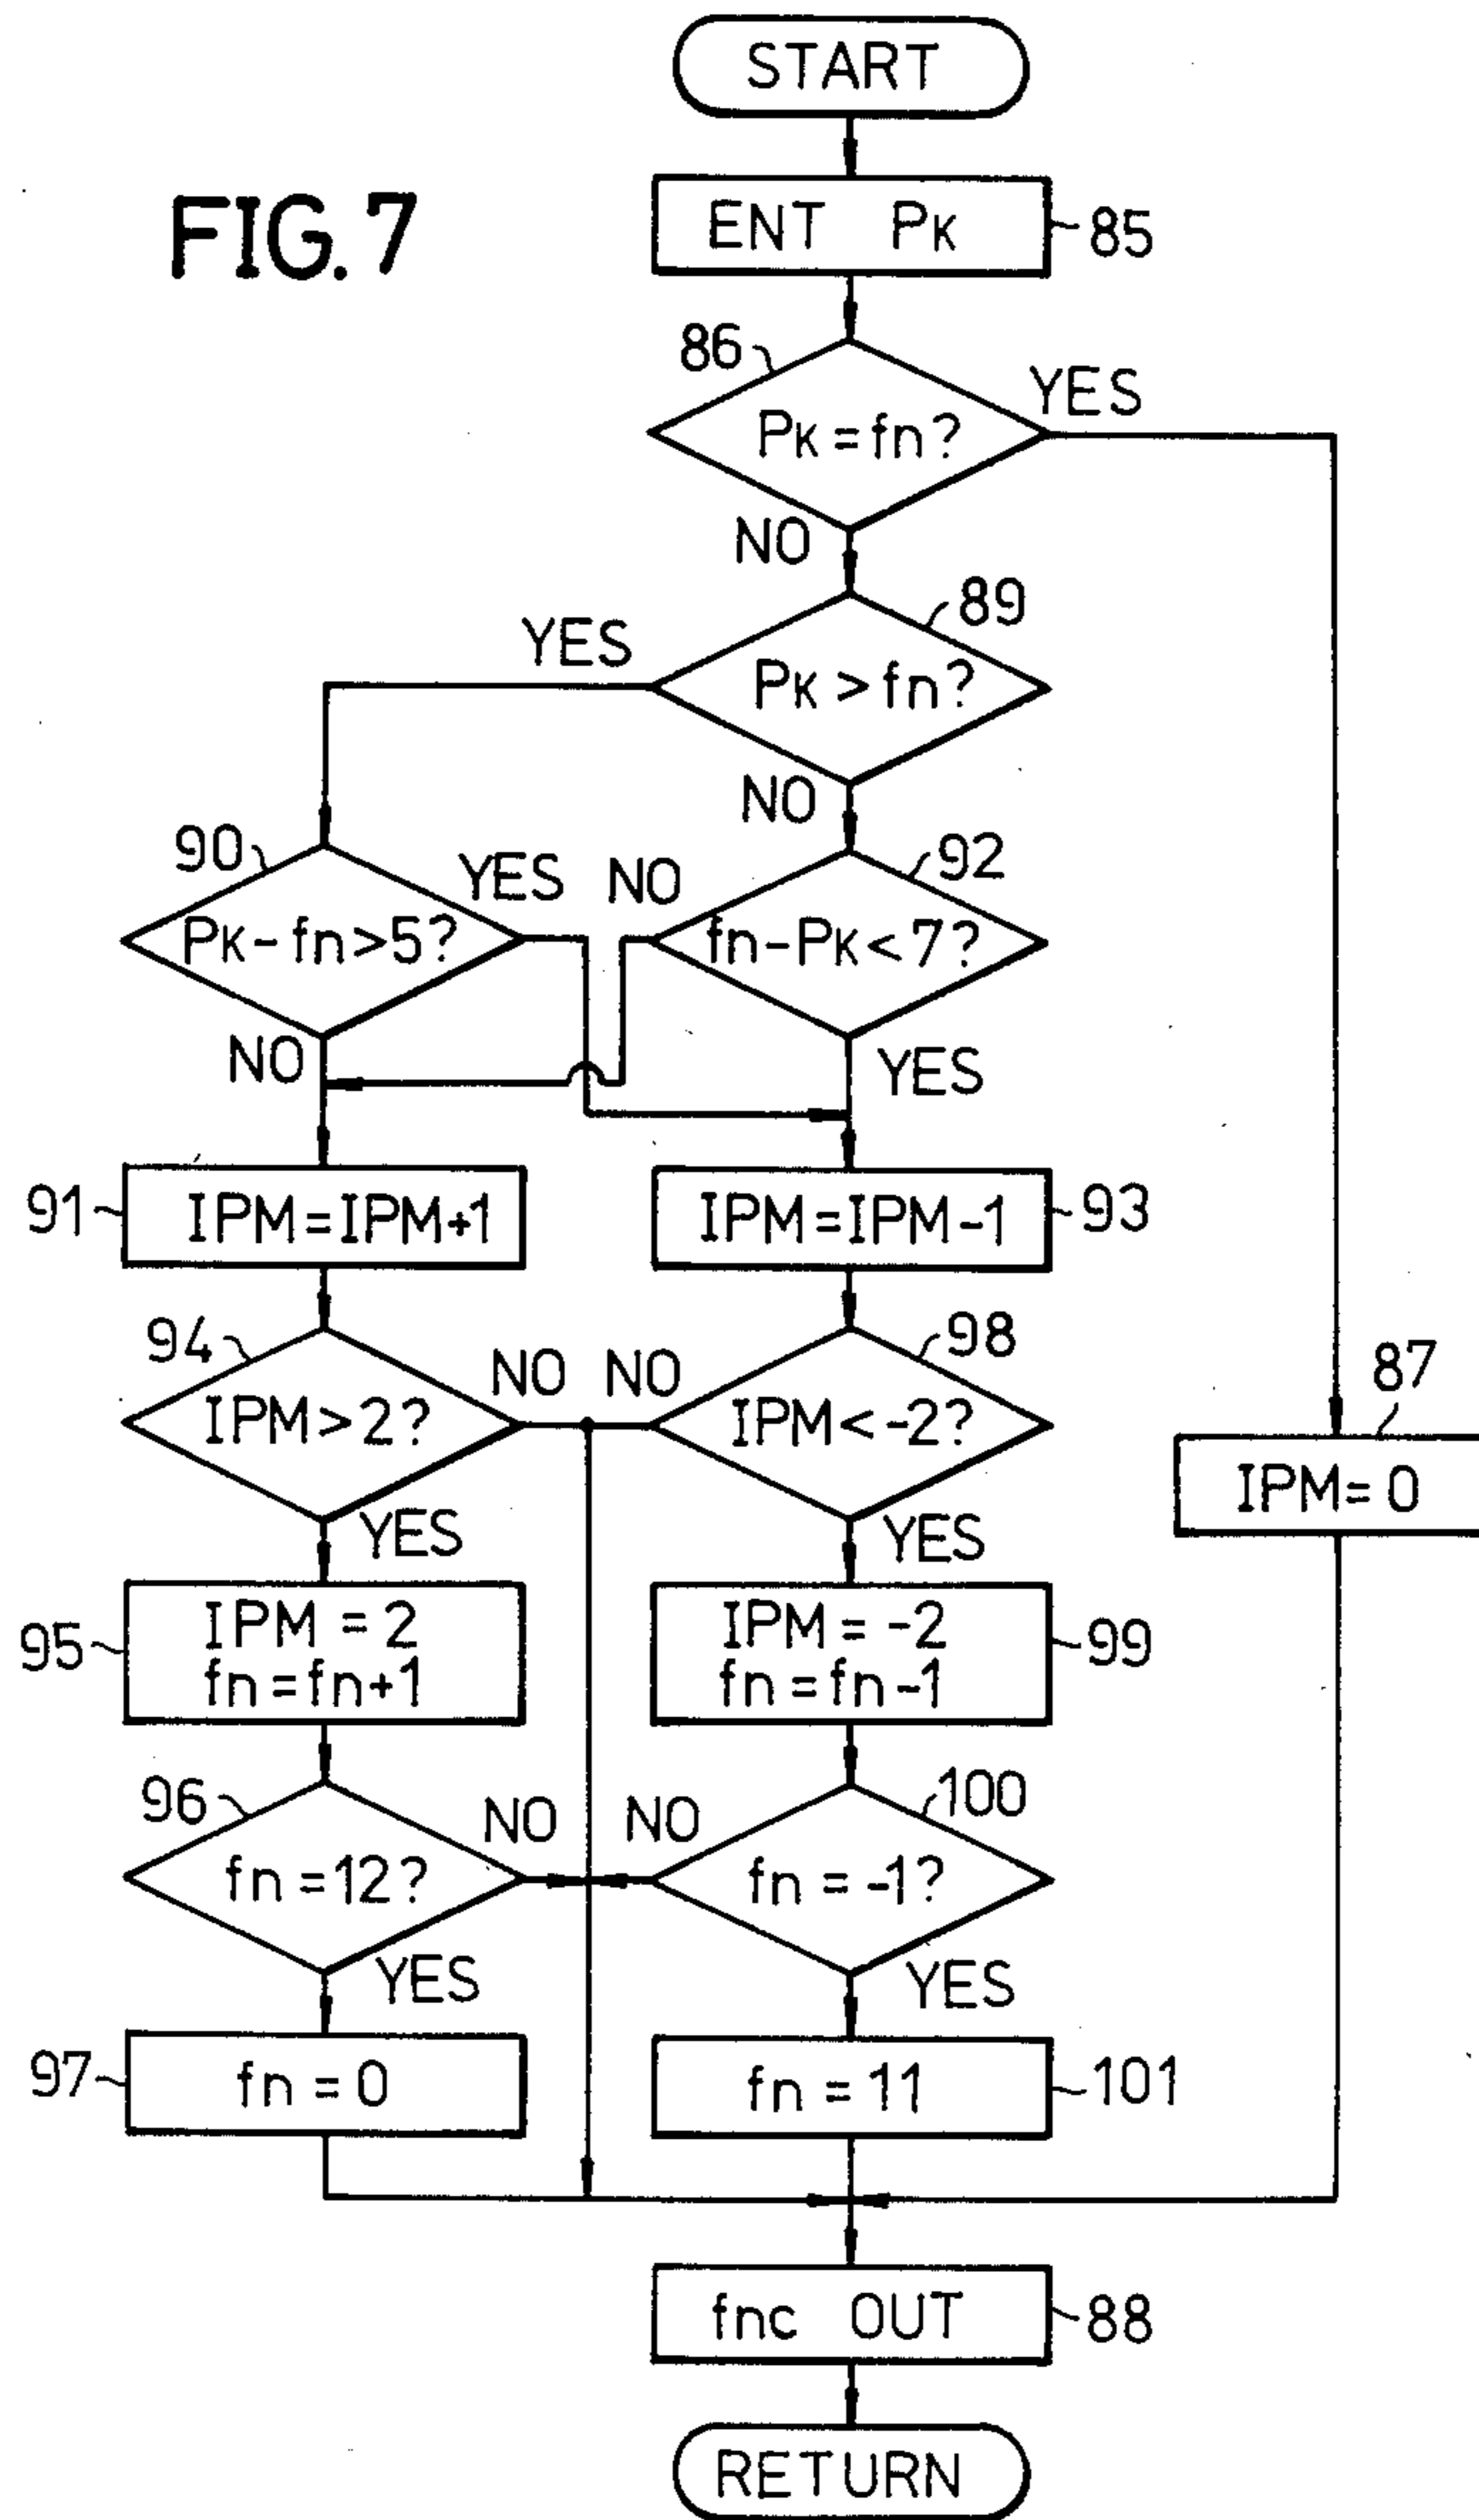 START
FIG. 7
ENT PK
85
86
YES
PK=fn?
NO
89
YES
PK>fn?
NO
90
YES
NO
92
PK-fn>5?
fn-PK<7?
NO
YES
91
IPM=IPM+1
IPM=IPM-1
93
94
NO
NO
98
87
IPM>2?
IPM<-2?
IPM=0
YES
YES
95
IPM=2
fn=fn+1
IPM=-2
fn=fn-1
99
96
NO
NO
100
fn=12?
fn=-1?
YES
YES
97
fn=0
fn=11
101
fnc OUT
88
RETURN